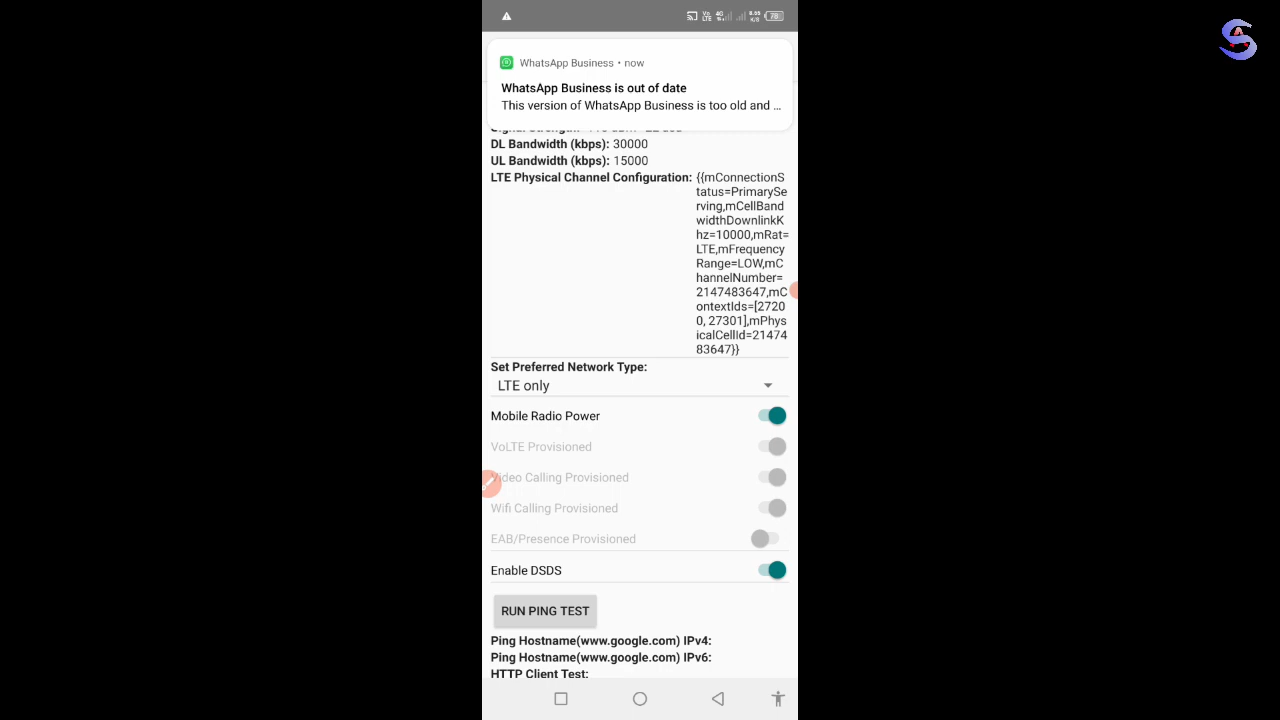 Vo
LTE
4G
K/S
78
WhatsApp Business • now
WhatsApp Business is out of date
This version of WhatsApp Business is too old and ...
DL Bandwidth (kbps): 30000
UL Bandwidth (kbps): 15000
LTE Physical Channel Configuration: {{mConnectionS
tatus=PrimarySe
rving,mCellBand
widthDownlinkK
hz=10000,mRat=
LTE,mFrequency
Range=LOW,mC
hannelNumber=
2147483647,mC
ontextIds=[2720
0, 27301],mPhys
icalCellId=21474
83647}}
Set Preferred Network Type:
LTE only
Mobile Radio Power
VoLTE Provisioned
Video Calling Provisioned
Wifi Calling Provisioned
EAB/Presence Provisioned
Enable DSDS
RUN PING TEST
Ping Hostname(www.google.com) IPv4:
Ping Hostname(www.google.com) IPv6:
HTTP Client Test: